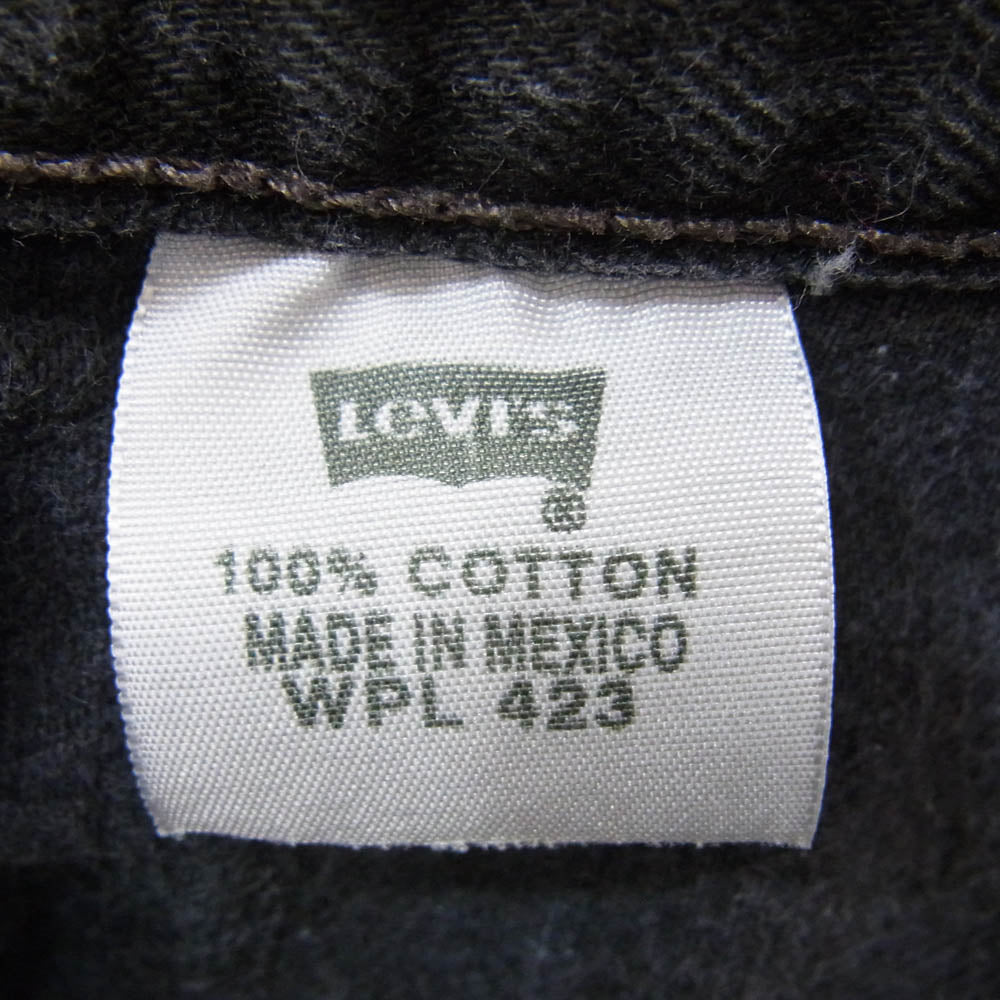 LeVI'S
®
100% COTTON
MADE IN MEXICO
WPL 423